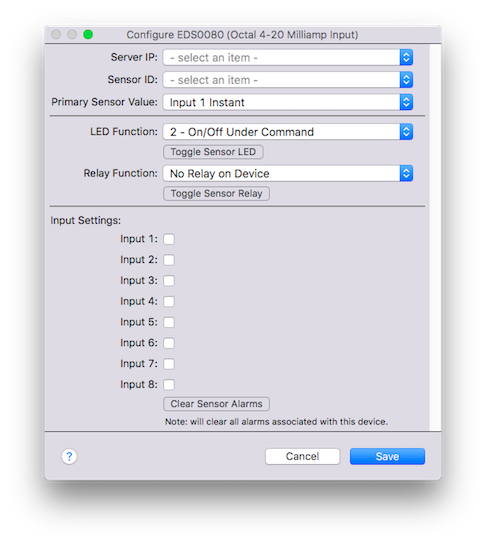 Configure EDS0080 (Octal 4-20 Milliamp Input)
Server IP: - select an item -
Sensor ID: - select an item -
Primary Sensor Value: Input 1 Instant
LED Function: 2 - On/Off Under Command
Toggle Sensor LED
Relay Function: No Relay on Device
Toggle Sensor Relay
Input Settings:
Input 1:
Input 2:
Input 3:
Input 4:
Input 5:
Input 6:
Input 7:
Input 8:
Clear Sensor Alarms
Note: will clear all alarms associated with this device.
? Cancel Save